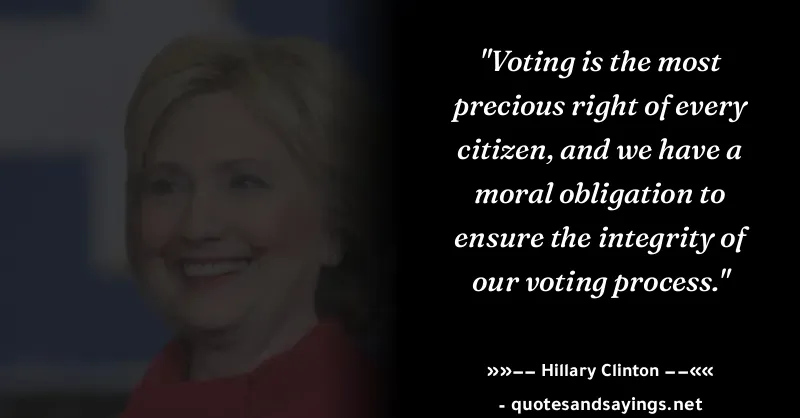 "Voting is the most
precious right of every
citizen, and we have a
moral obligation to
ensure the integrity of
our voting process."
»»−− Hillary Clinton −−««
- quotesandsayings.net